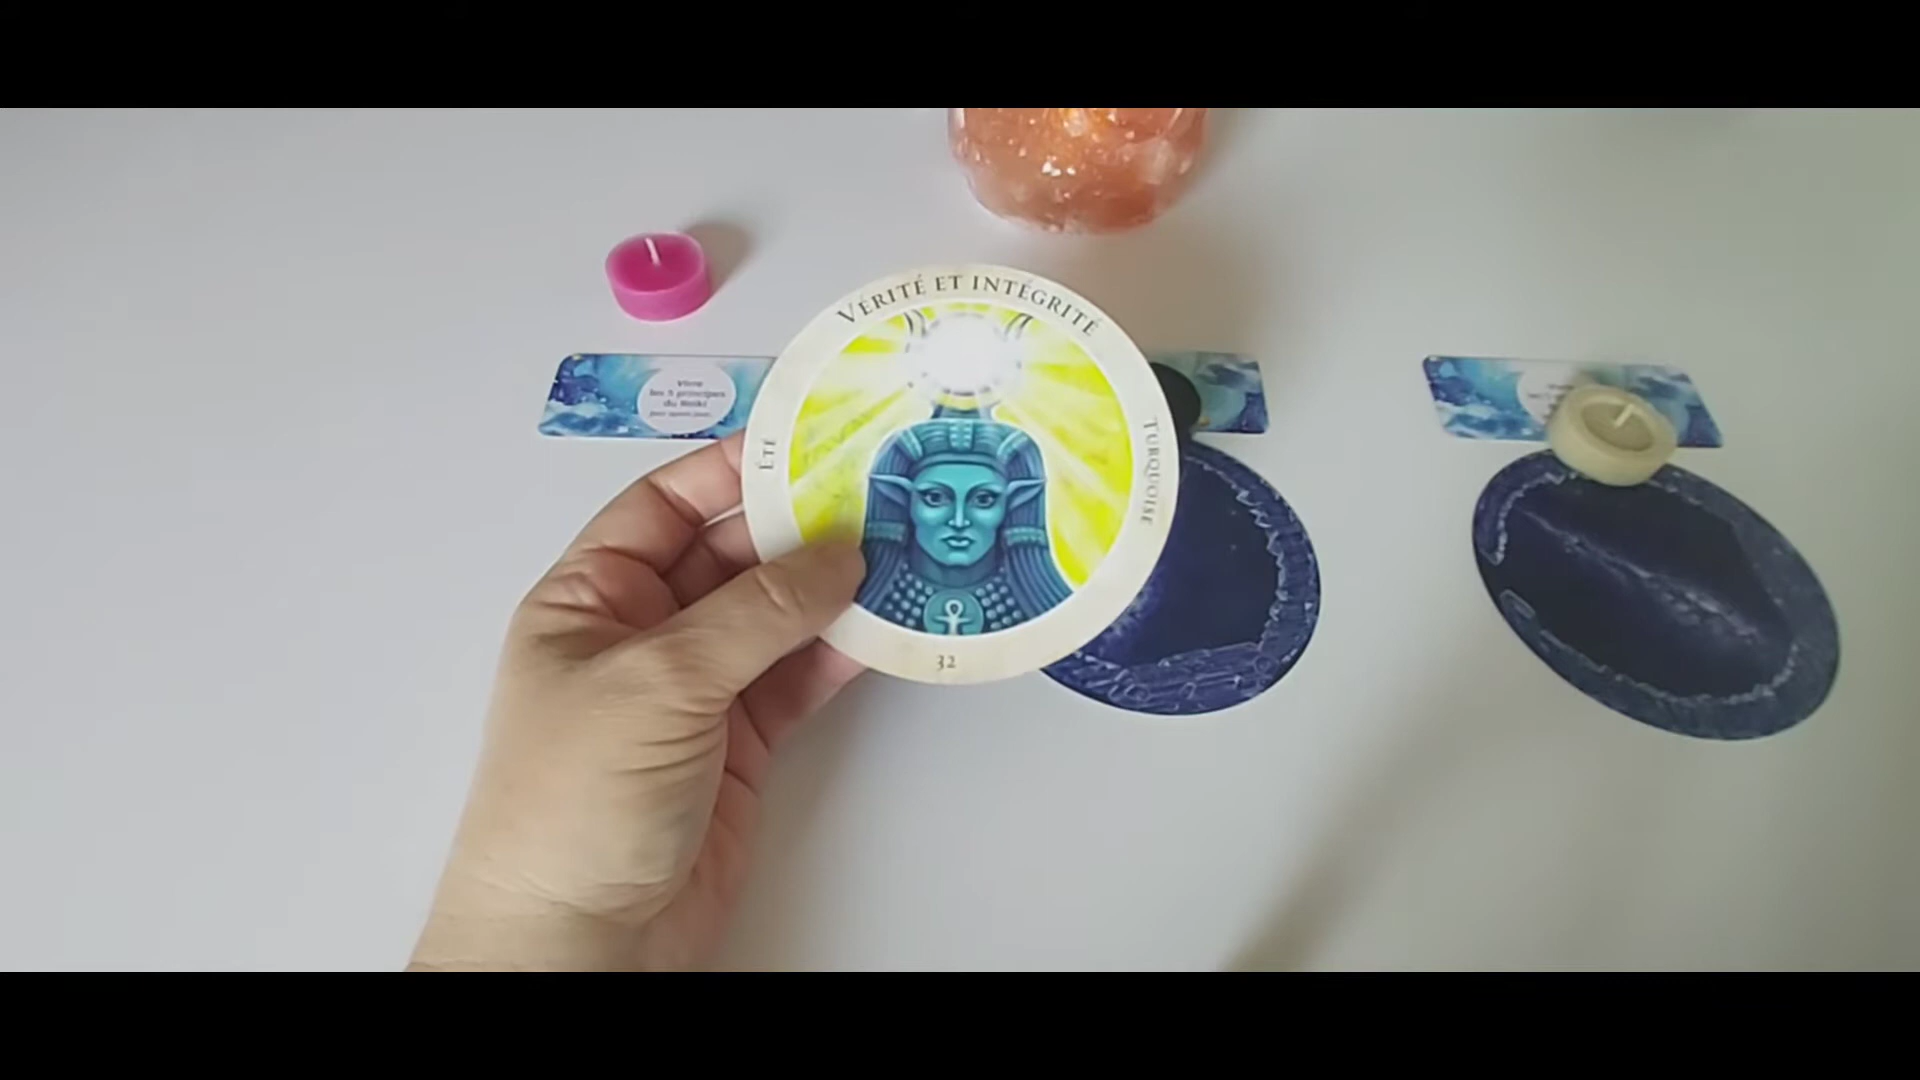 VÉRITÉ ET INTÉGRITÉ
ÉTÉ
TURQUOISE
32
Vivre
les 5 principes
du Reiki